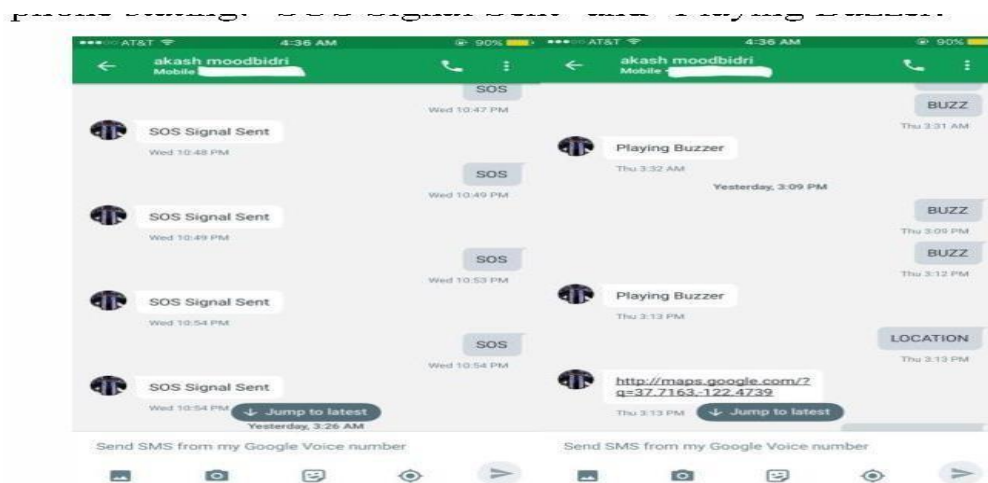 phone stating: "SOS Signal Sent" and "Playing Buzzer."
AT&T 4:36 AM 90%
akash moodbidri
Mobile
SOS
Wed 10:47 PM
SOS Signal Sent
Wed 10:48 PM
SOS
Wed 10:49 PM
SOS Signal Sent
Wed 10:49 PM
SOS
Wed 10:53 PM
SOS Signal Sent
Wed 10:54 PM
SOS
Wed 10:54 PM
SOS Signal Sent
Wed 10:54 PM
Jump to latest
Yesterday, 3:26 AM
Send SMS from my Google Voice number
AT&T 4:36 AM 90%
akash moodbidri
Mobile
BUZZ
Thu 3:31 AM
Playing Buzzer
Thu 3:32 AM
Yesterday, 3:09 PM
BUZZ
Thu 3:09 PM
BUZZ
Thu 3:12 PM
Playing Buzzer
Thu 3:13 PM
LOCATION
Thu 3:13 PM
http://maps.google.com/?
q=37.7163,-122.4739
Thu 3:13 PM
Jump to latest
Send SMS from my Google Voice number